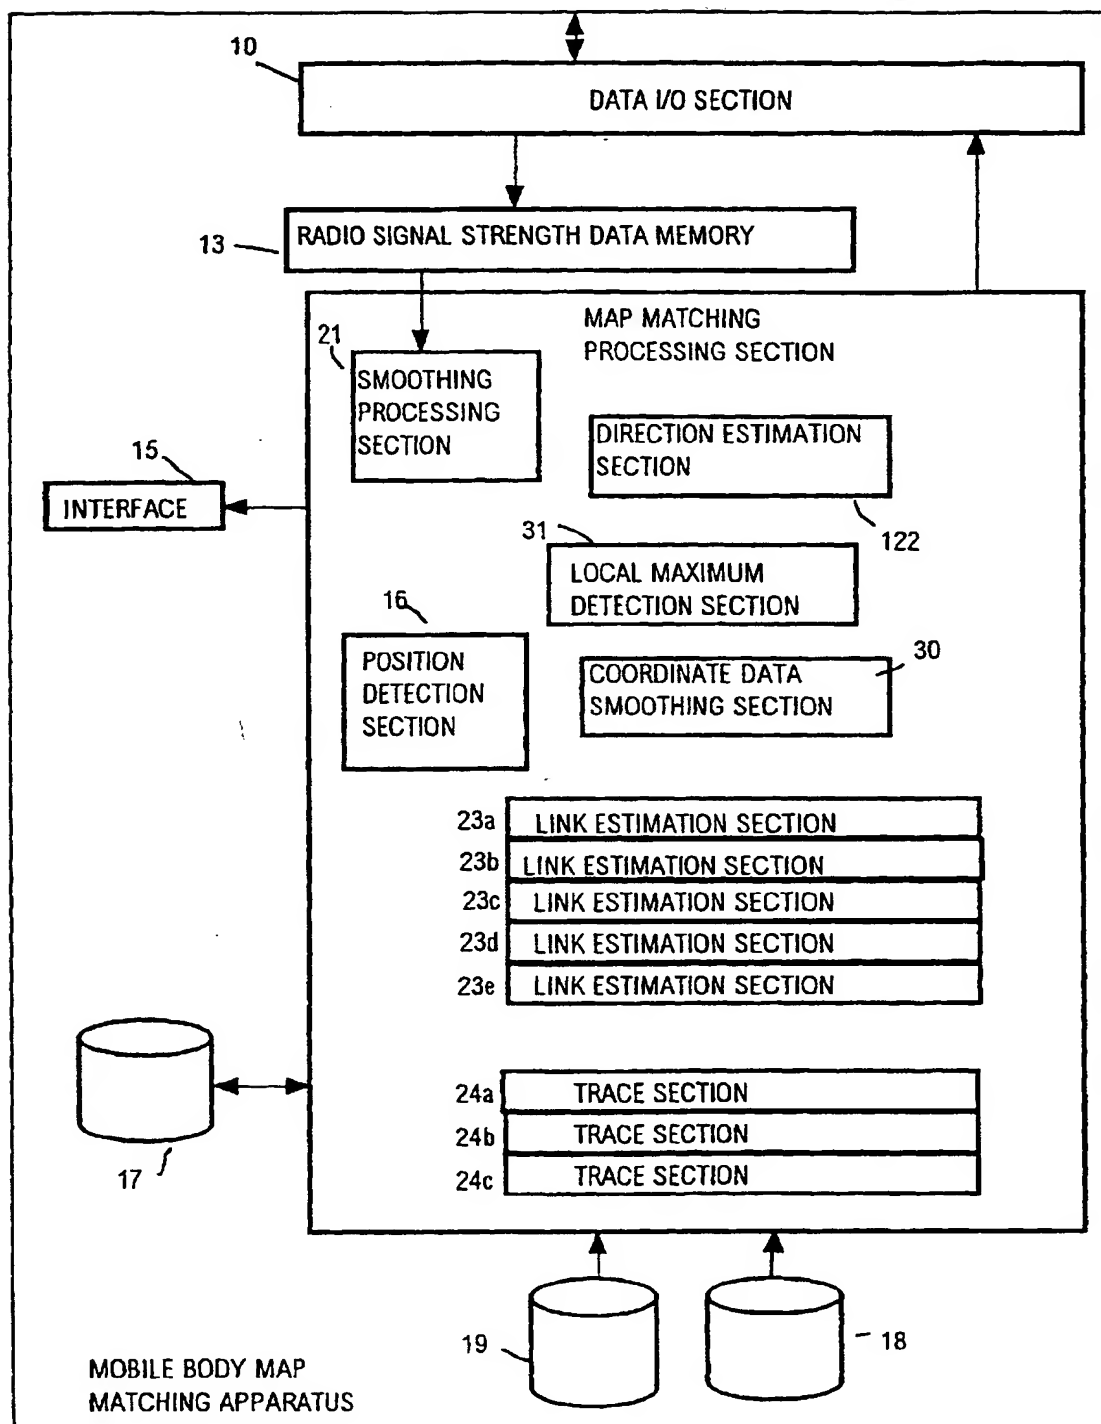 10
DATA I/O SECTION
13
RADIO SIGNAL STRENGTH DATA MEMORY
MAP MATCHING
PROCESSING SECTION
21
SMOOTHING
PROCESSING
SECTION
DIRECTION ESTIMATION
SECTION
122
15
INTERFACE
31
LOCAL MAXIMUM
DETECTION SECTION
16
POSITION
DETECTION
SECTION
COORDINATE DATA
SMOOTHING SECTION
30
23a LINK ESTIMATION SECTION
23b LINK ESTIMATION SECTION
23c LINK ESTIMATION SECTION
23d LINK ESTIMATION SECTION
23e LINK ESTIMATION SECTION
17
24a TRACE SECTION
24b TRACE SECTION
24c TRACE SECTION
19
18
MOBILE BODY MAP
MATCHING APPARATUS